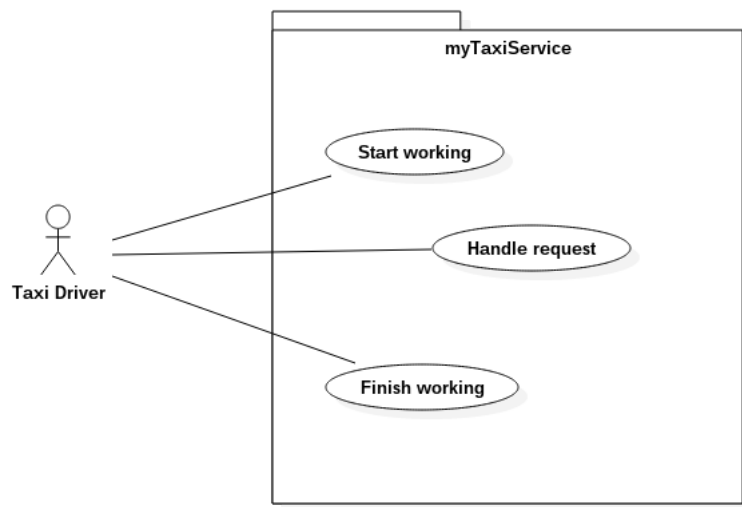 myTaxiService
Start working
Handle request
Taxi Driver
Finish working